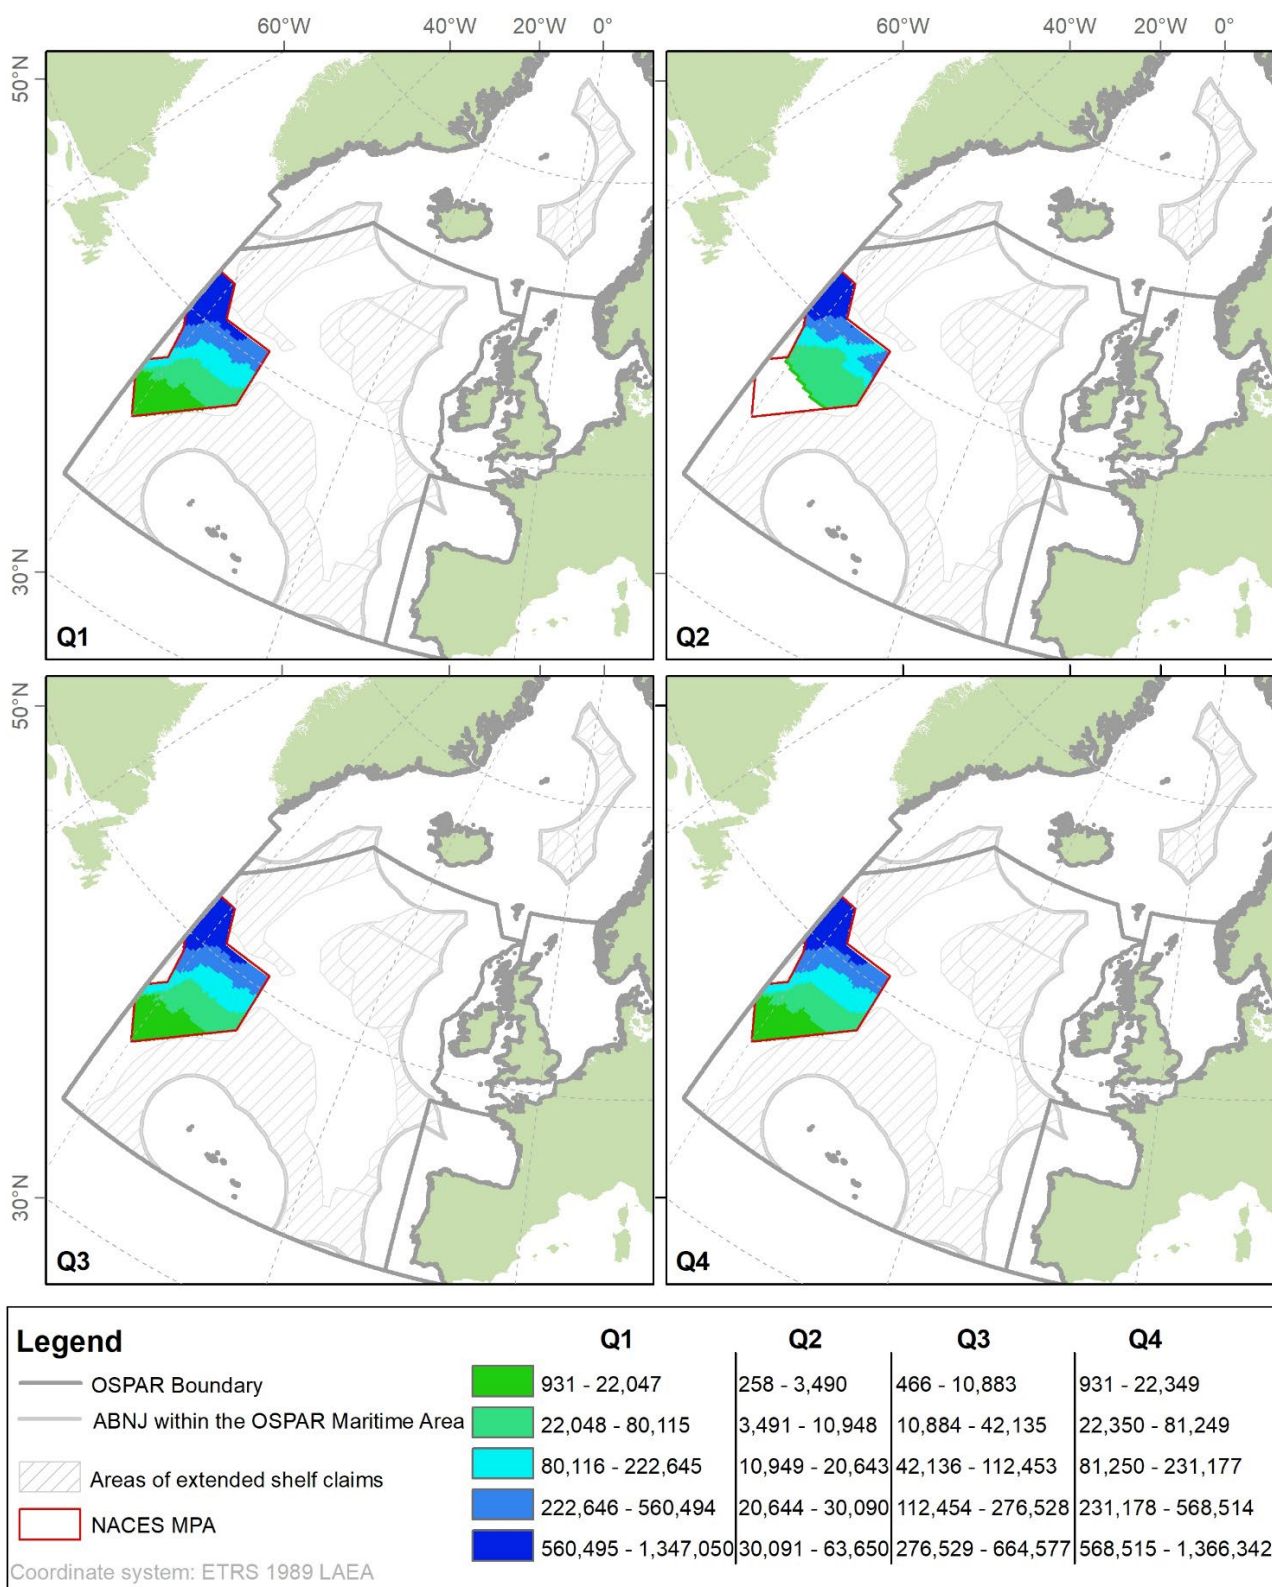 60°W 40°W 20°W 0° 60°W 40°W 20°W 0°
50°N
30°N
Q1 Q2
50°N
30°N
Q3 Q4
Legend Q1 Q2 Q3 Q4
OSPAR Boundary 931 - 22,047 258 - 3,490 466 - 10,883 931 - 22,349
ABNJ within the OSPAR Maritime Area 22,048 - 80,115 3,491 - 10,948 10,884 - 42,135 22,350 - 81,249
Areas of extended shelf claims 80,116 - 222,645 10,949 - 20,643 42,136 - 112,453 81,250 - 231,177
NACES MPA 222,646 - 560,494 20,644 - 30,090 112,454 - 276,528 231,178 - 568,514
560,495 - 1,347,050 30,091 - 63,650 276,529 - 664,577 568,515 - 1,366,342
Coordinate system: ETRS 1989 LAEA